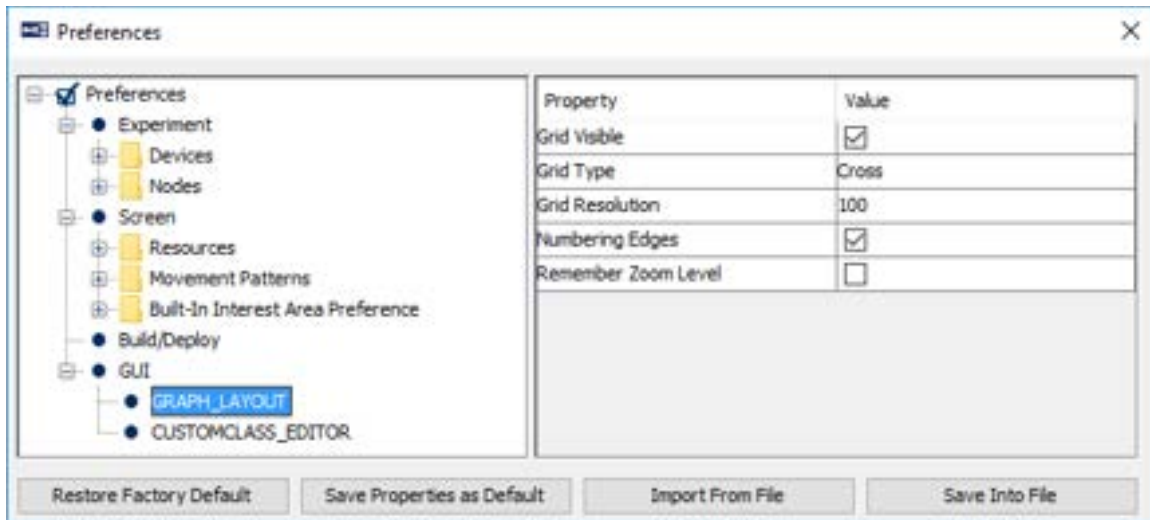 Preferences
Preferences
Experiment
Devices
Nodes
Screen
Resources
Movement Patterns
Built-In Interest Area Preference
Build/Deploy
GUI
GRAPH_LAYOUT
CUSTOMCLASS_EDITOR
Property Value
Grid Visible
Grid Type Cross
Grid Resolution 100
Numbering Edges
Remember Zoom Level
Restore Factory Default Save Properties as Default Import From File Save Into File